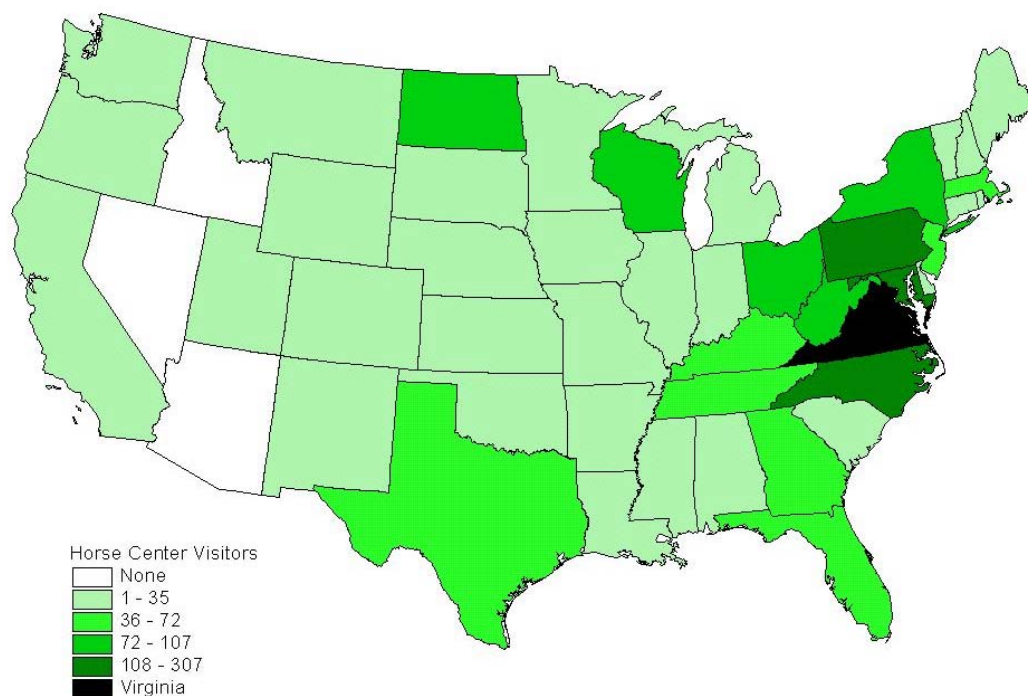 Horse Center Visitors
None
1 - 35
36 - 72
72 - 107
108 - 307
Virginia